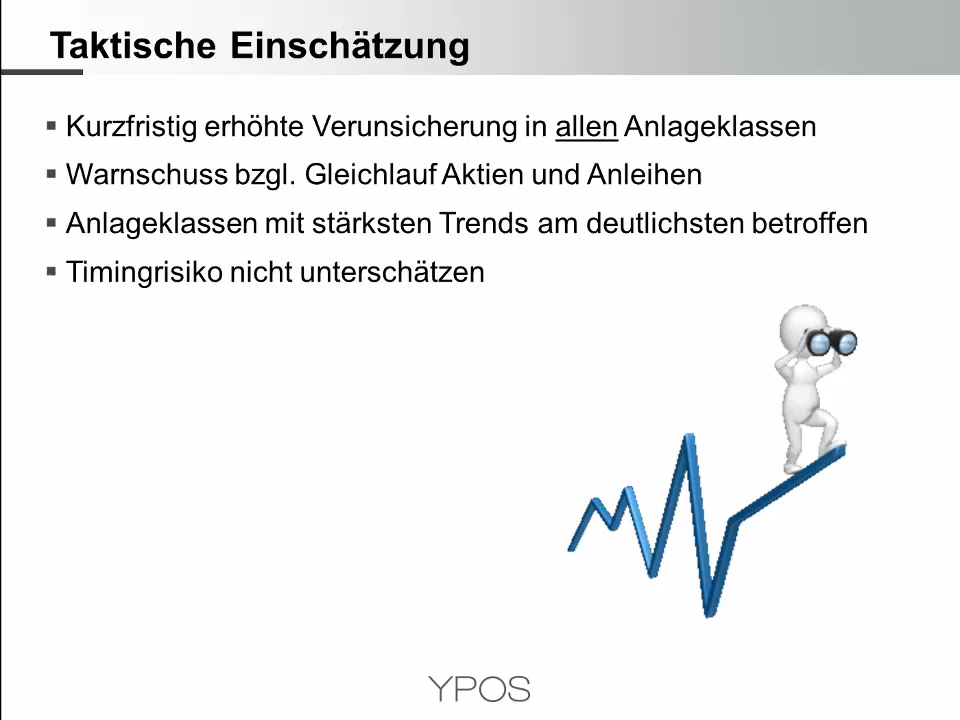 Taktische Einschätzung
▪ Kurzfristig erhöhte Verunsicherung in allen Anlageklassen
▪ Warnschuss bzgl. Gleichlauf Aktien und Anleihen
▪ Anlageklassen mit stärksten Trends am deutlichsten betroffen
▪ Timingrisiko nicht unterschätzen
YPOS